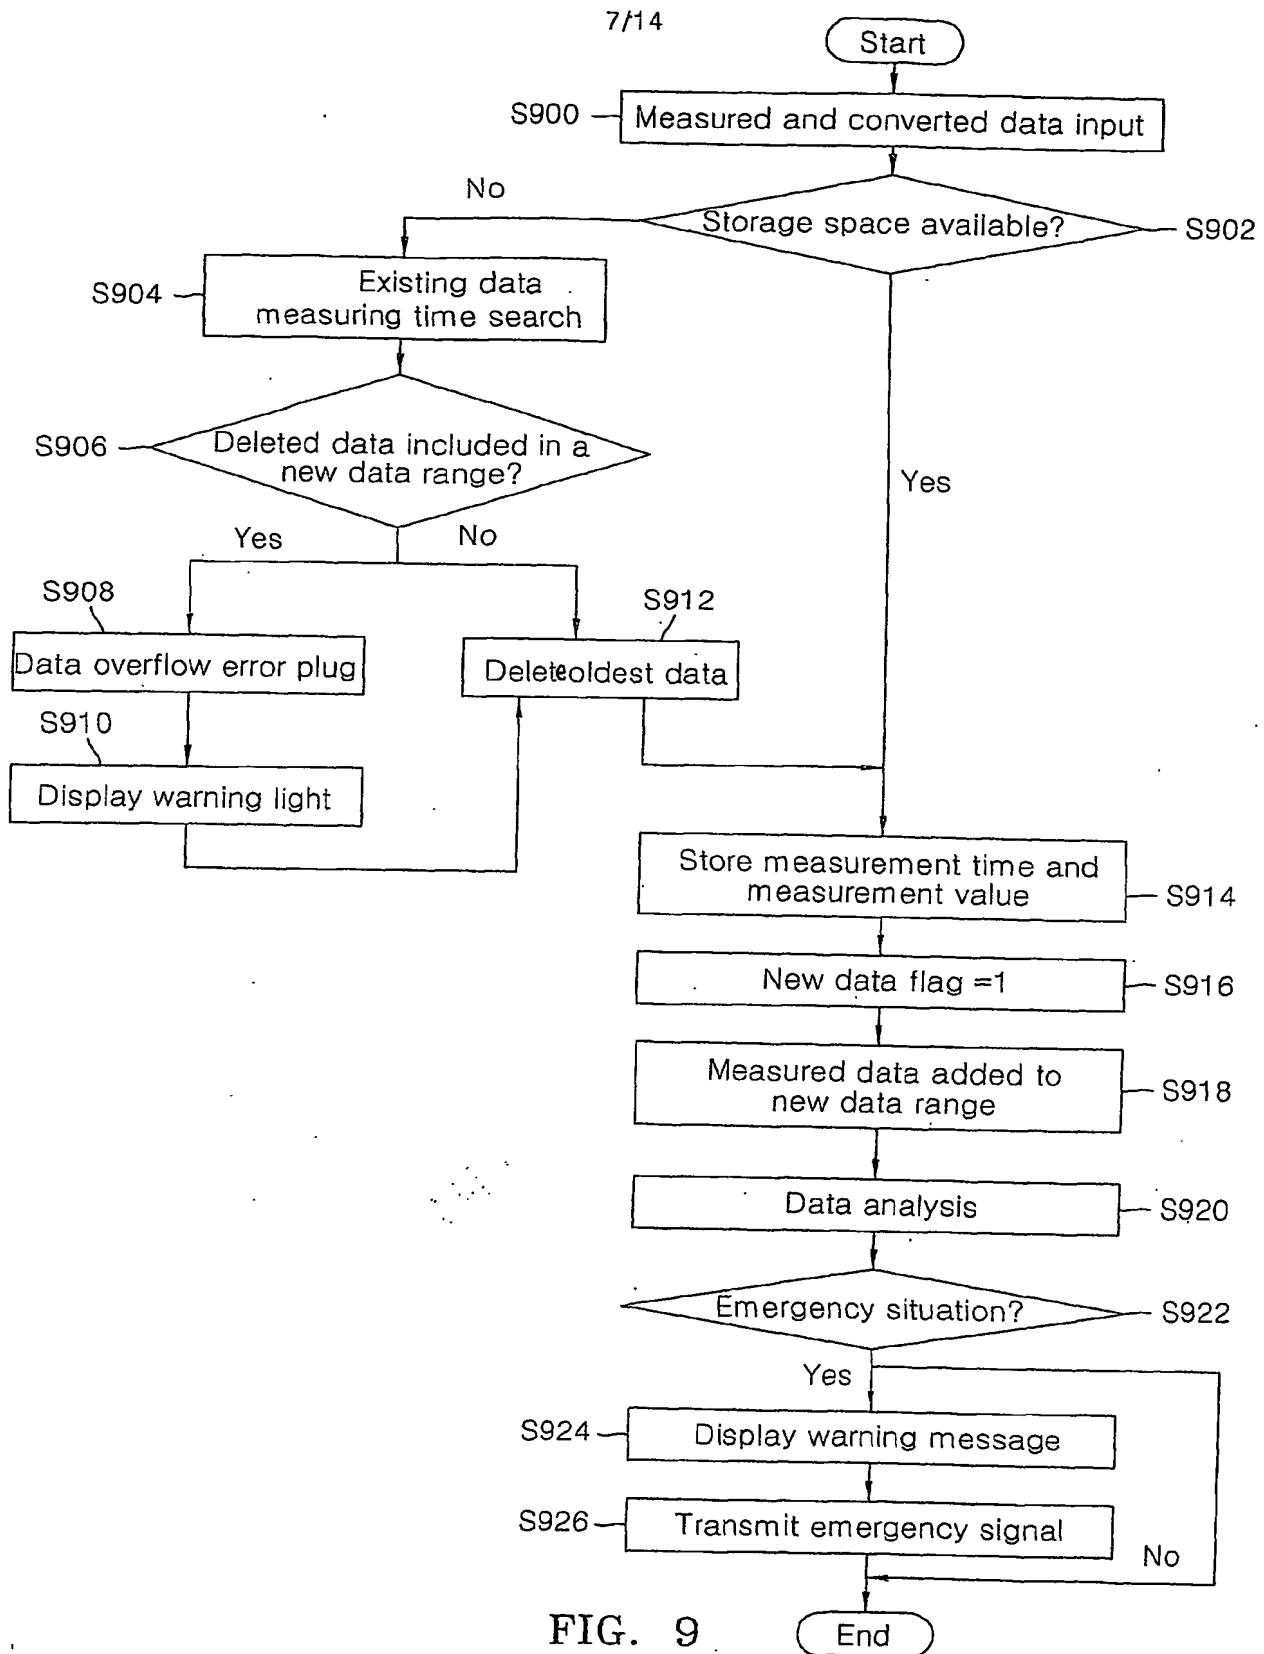 7/14
Start
S900
Measured and converted data input
No
Storage space available?
S902
S904
Existing data
measuring time search
S906
Deleted data included in a
new data range?
Yes
Yes
No
S908
S912
Data overflow error plug
Delete oldest data
S910
Display warning light
Store measurement time and
measurement value
S914
New data flag =1
S916
Measured data added to
new data range
S918
Data analysis
S920
Emergency situation?
S922
Yes
S924
Display warning message
S926
Transmit emergency signal
No
FIG. 9
End